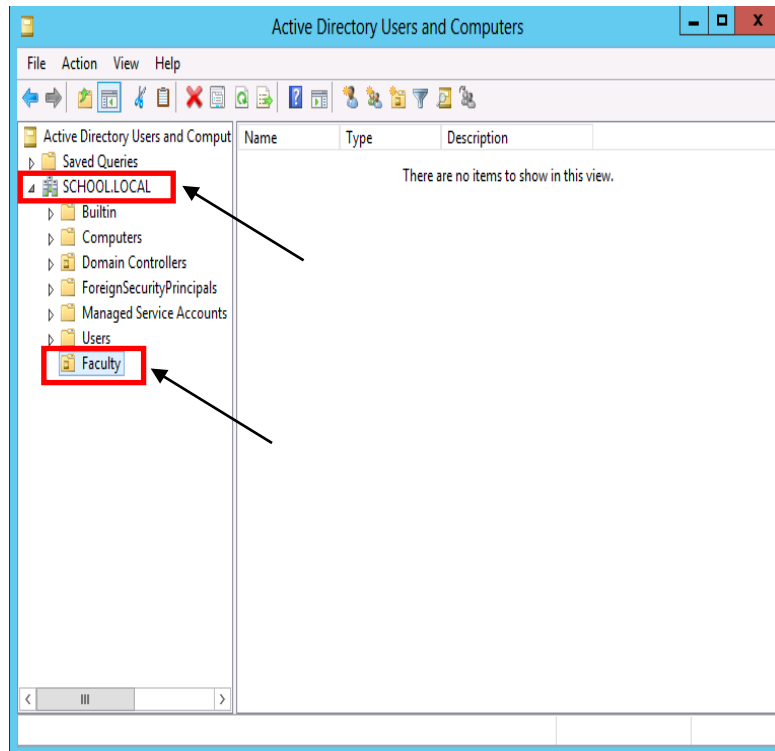 Active Directory Users and Computers
File Action View Help
Active Directory Users and Comput
Name Type Description
Saved Queries
There are no items to show in this view.
SCHOOL.LOCAL
Builtin
Computers
Domain Controllers
ForeignSecurityPrincipals
Managed Service Accounts
Users
Faculty